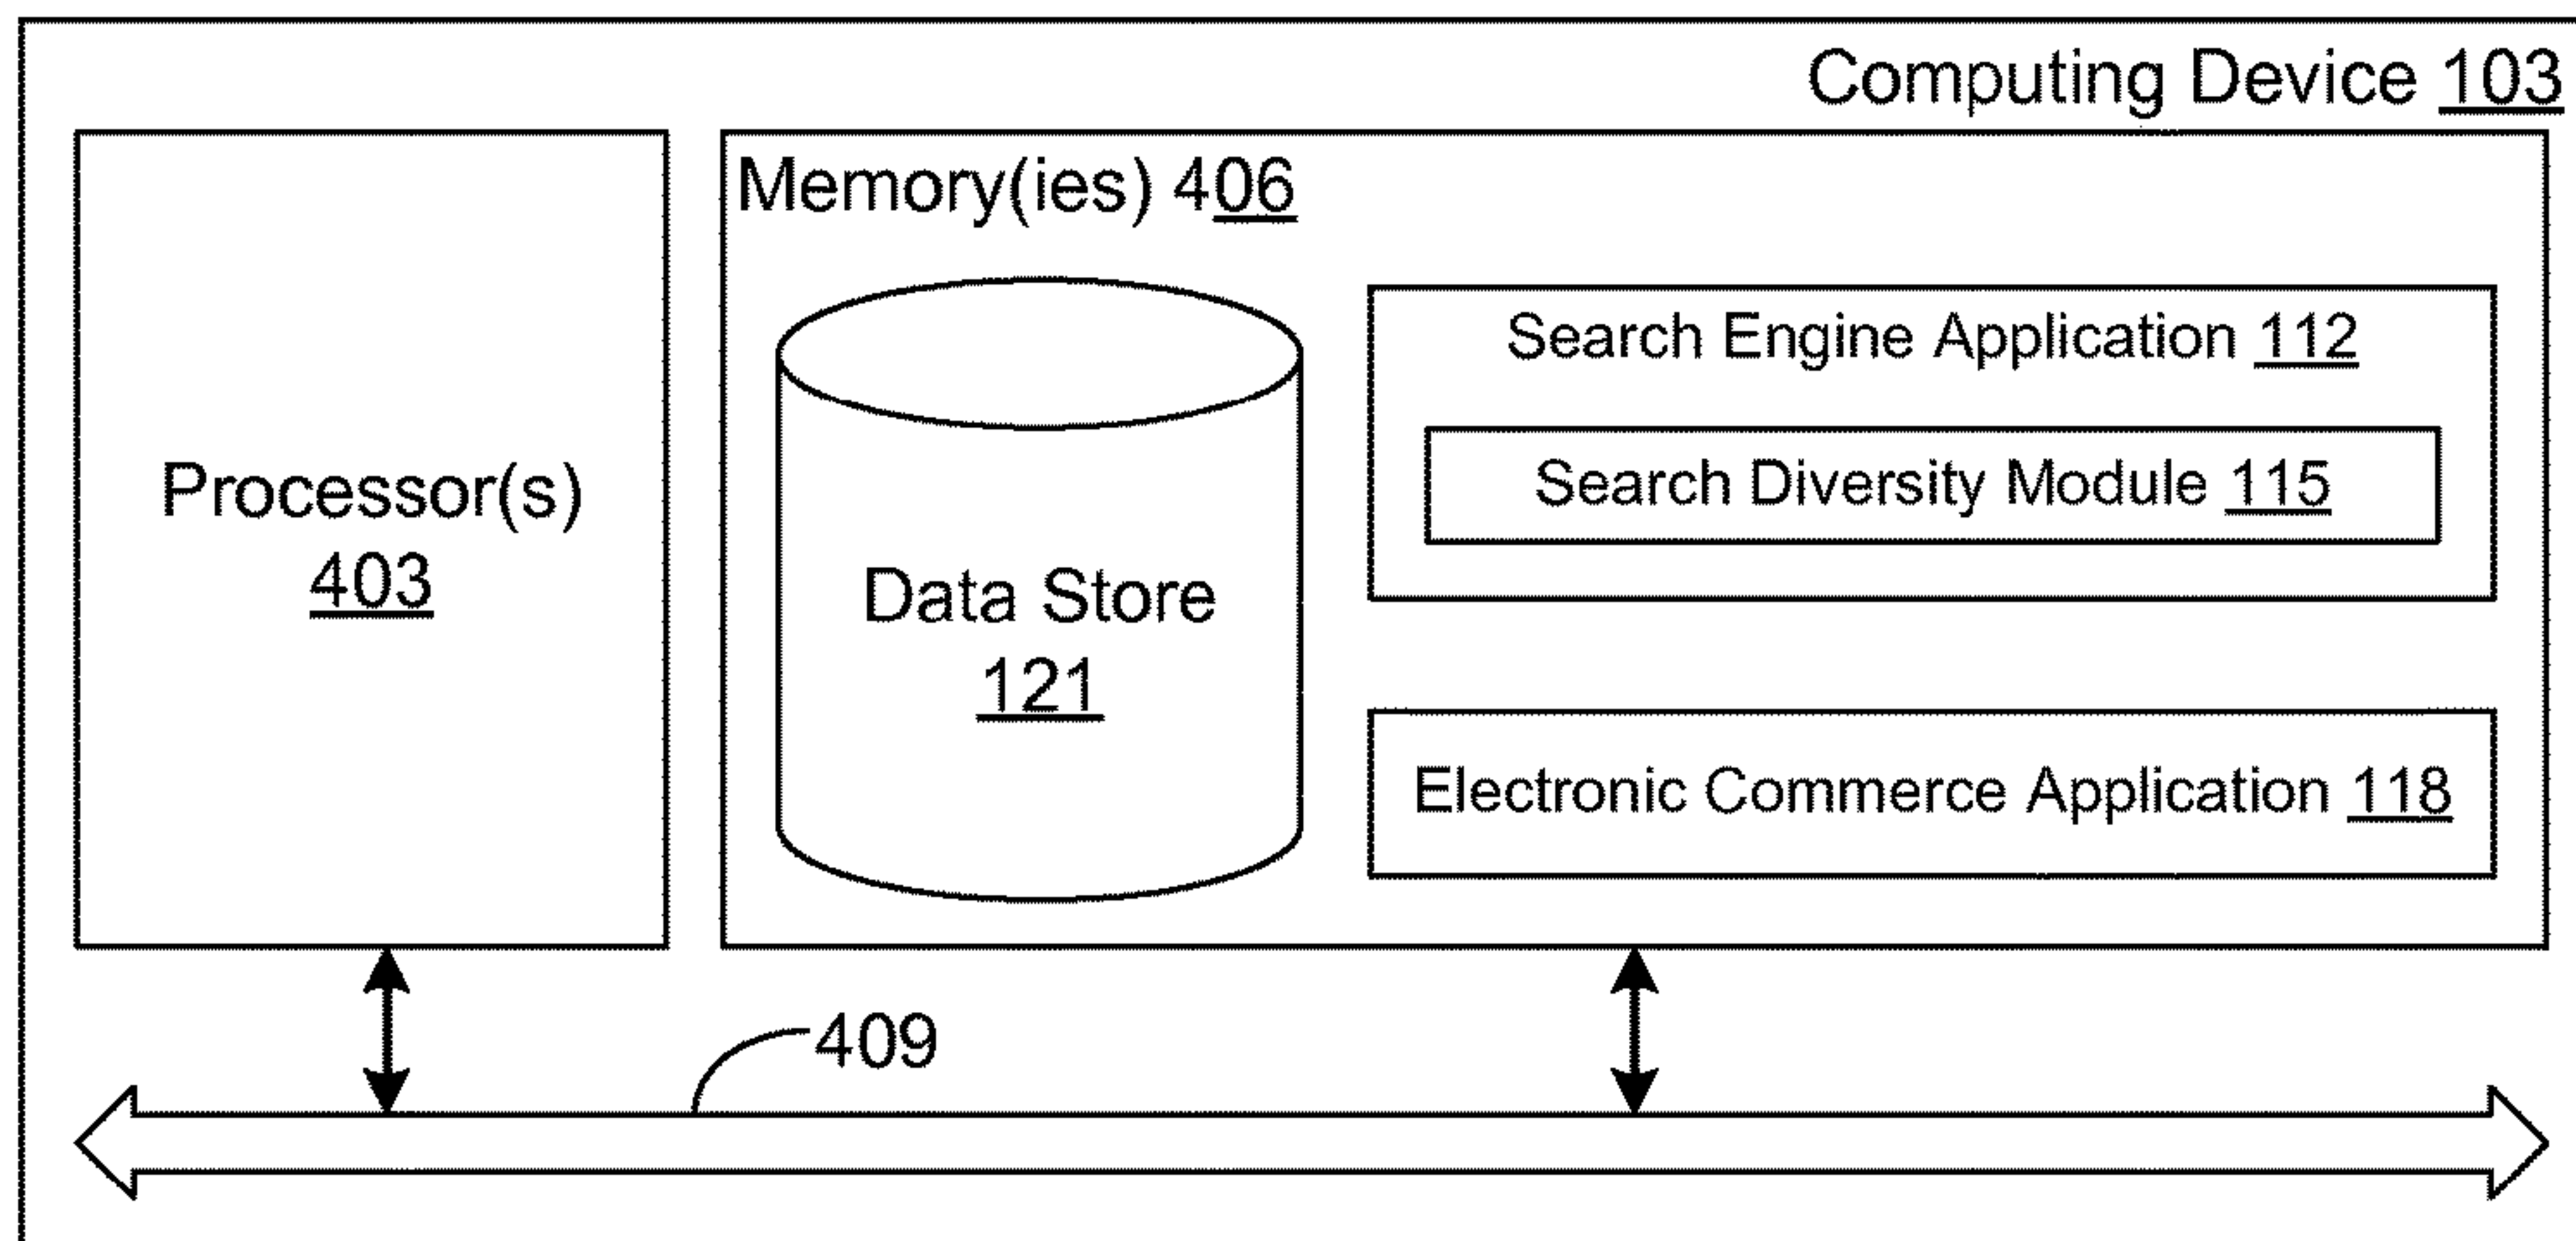 Computing Device 103
Memory(ies) 406
Search Engine Application 112
Search Diversity Module 115
Processor(s)
403
Data Store
121
Electronic Commerce Application 118
409